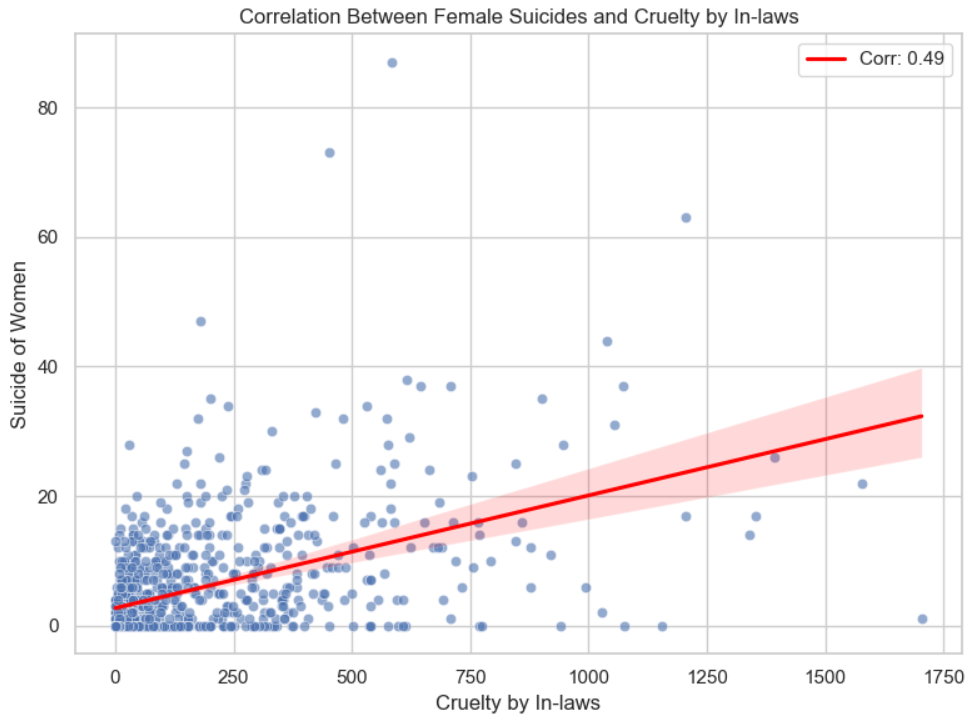 Correlation Between Female Suicides and Cruelty by In-laws
Corr: 0.49
Suicide of Women
80
60
40
20
0
0 250 500 750 1000 1250 1500 1750
Cruelty by In-laws